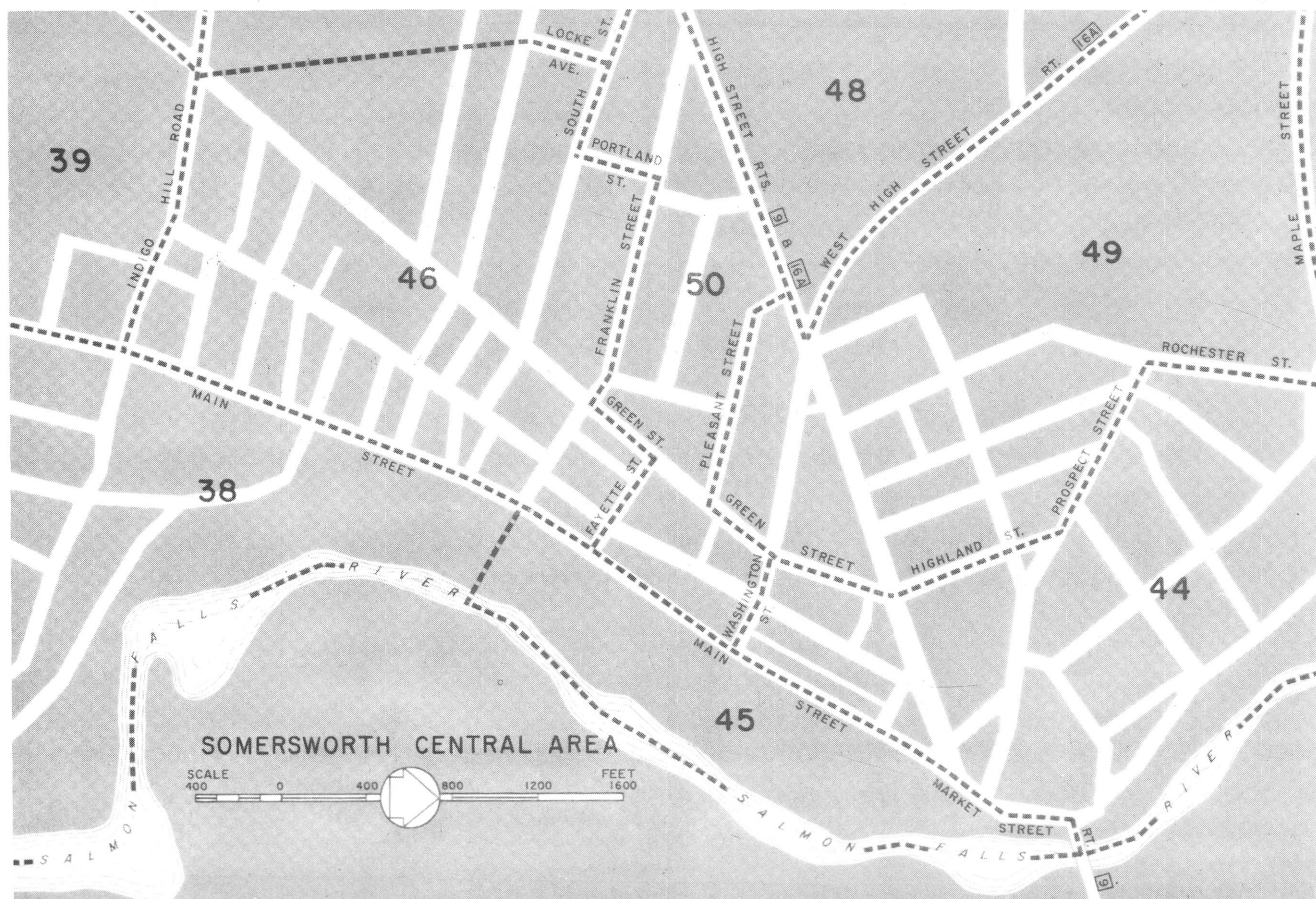 LOCKE
AVE.
SOUTH ST.
HIGH STREET RTS. 9 & 16A
WEST HIGH STREET RT. 16A
MAPLE STREET
48
39
INDIGO HILL ROAD
PORTLAND
ST.
FRANKLIN STREET
46
50
49
ROCHESTER ST.
PLEASANT STREET
PROSPECT STREET
MAIN
STREET
GREEN ST.
FAYETTE ST.
38
GREEN
STREET
HIGHLAND ST.
WASHINGTON
ST.
44
MAIN
STREET
45
MARKET
STREET
RT. 9
SALMON FALLS RIVER
SALMON FALLS RIVER
SOMERSWORTH CENTRAL AREA
SCALE FEET
400 0 400 800 1200 1600